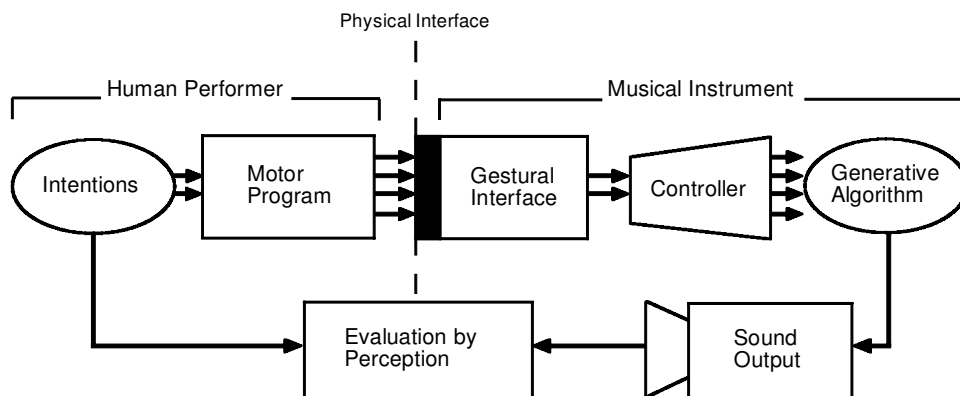 Physical Interface
Human Performer
Musical Instrument
Intentions
Motor
Program
Gestural
Interface
Controller
Generative
Algorithm
Evaluation by
Perception
Sound
Output